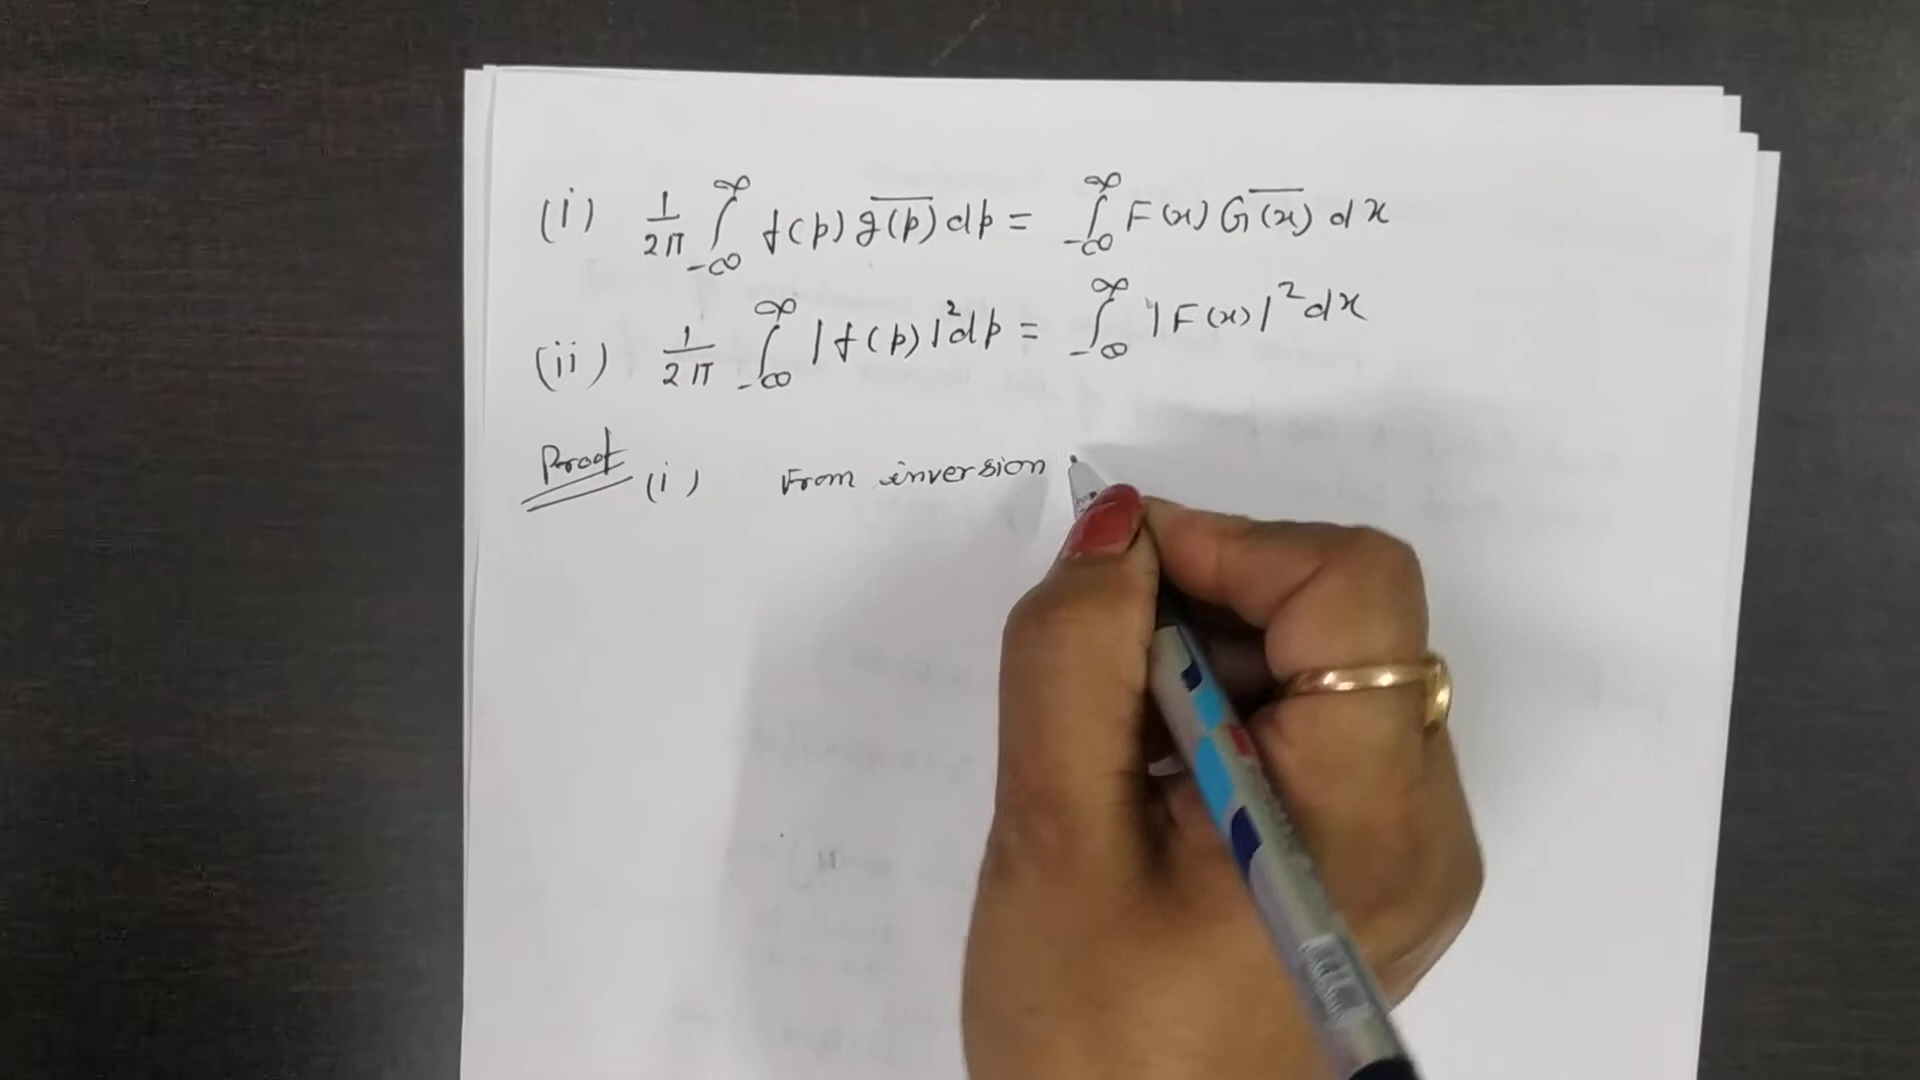 (i) 1/2π ∫_{-∞}^{∞} f(p) \overline{g(p)} dp = ∫_{-∞}^{∞} F(x) \overline{G(x)} dx
(ii) 1/2π ∫_{-∞}^{∞} |f(p)|² dp = ∫_{-∞}^{∞} |F(x)|² dx
Proof (i) From inversion